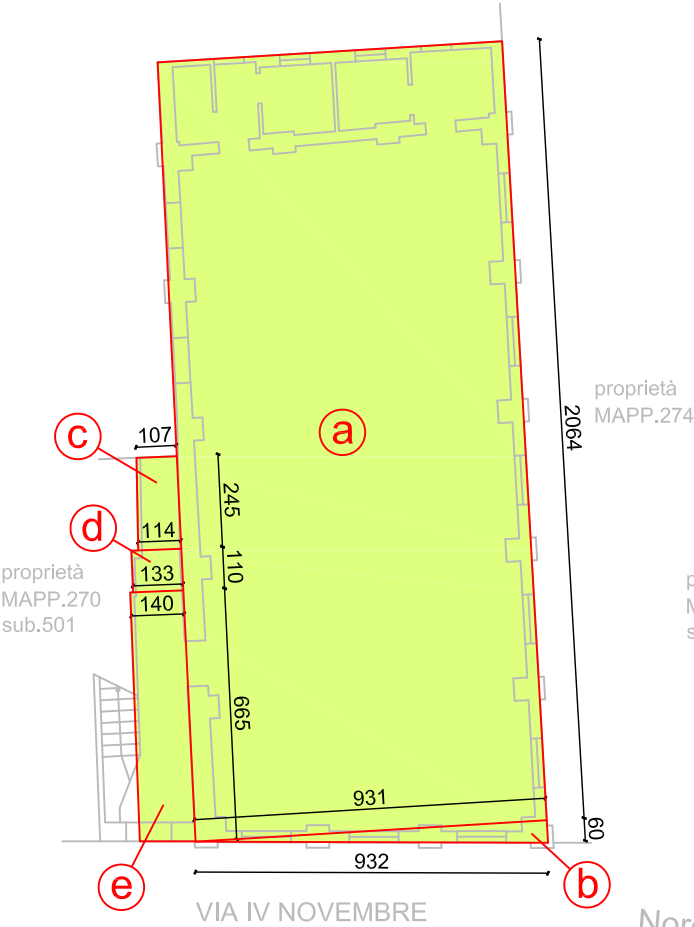 2064
proprietà
MAPP.274
a
c
107
245
d
114
110
133
140
proprietà
MAPP.270
sub.501
p
M
s
665
931
60
932
e
b
VIA IV NOVEMBRE
Nor